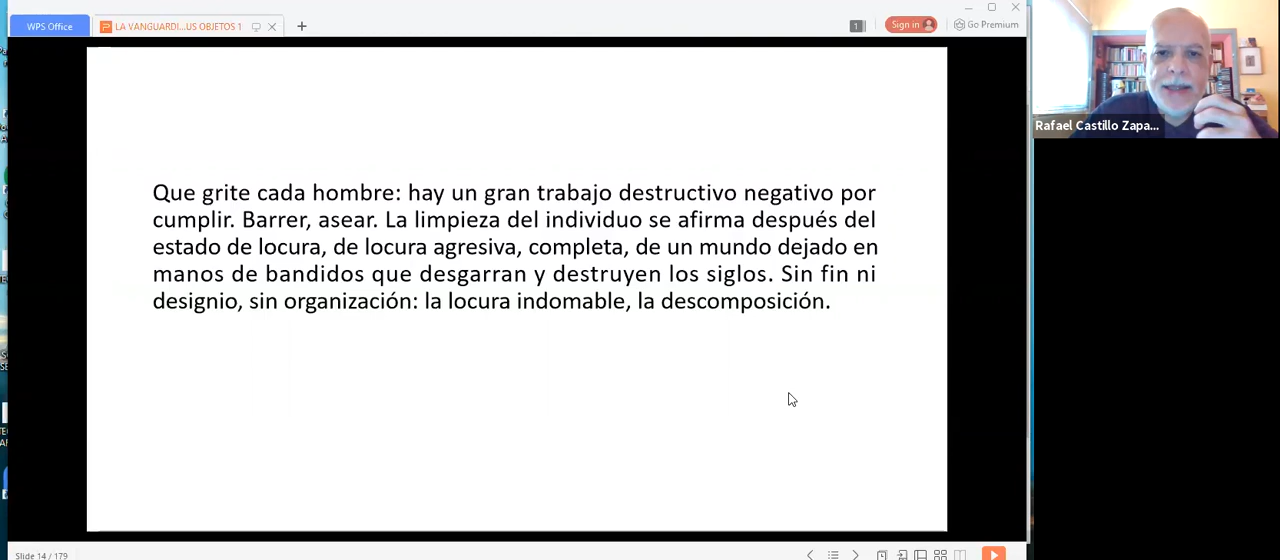 WPS Office
LA VANGUARDI...US OBJETOS 1
1
Sign in
Go Premium
Que grite cada hombre: hay un gran trabajo destructivo negativo por
cumplir. Barrer, asear. La limpieza del individuo se afirma después del
estado de locura, de locura agresiva, completa, de un mundo dejado en
manos de bandidos que desgarran y destruyen los siglos. Sin fin ni
designio, sin organización: la locura indomable, la descomposición.
Rafael Castillo Zapa...
Slide 14 / 179